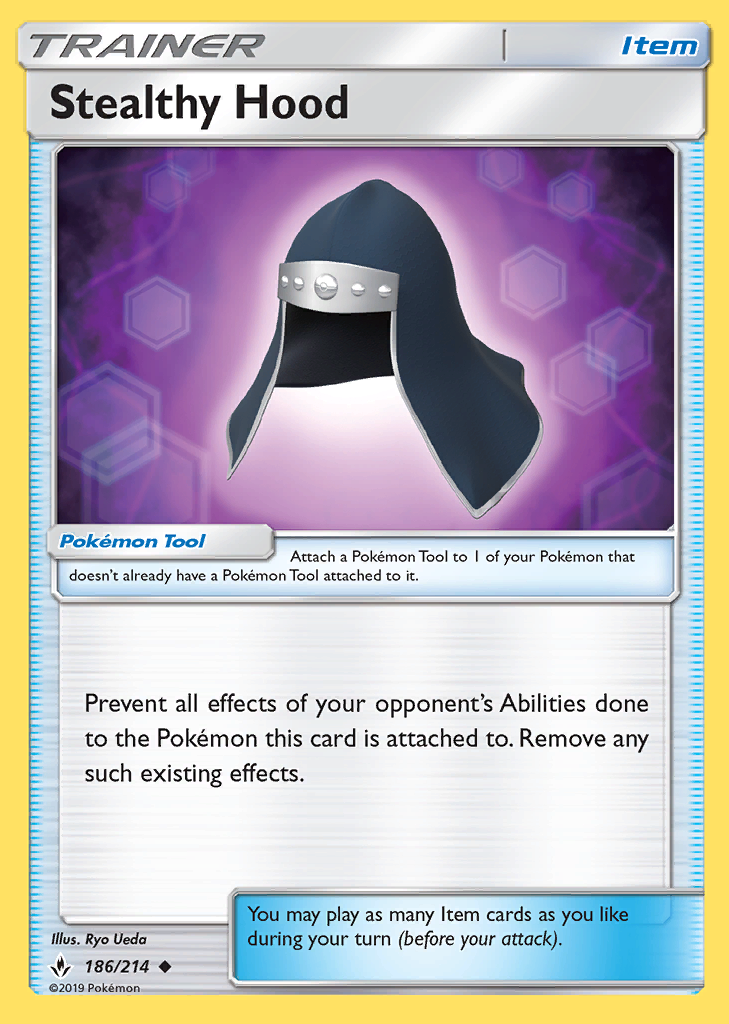 TRAINER
Item
Stealthy Hood
Pokémon Tool
Attach a Pokémon Tool to 1 of your Pokémon that
doesn't already have a Pokémon Tool attached to it.
Prevent all effects of your opponent's Abilities done
to the Pokémon this card is attached to. Remove any
such existing effects.
You may play as many Item cards as you like
during your turn (before your attack).
Illus. Ryo Ueda
186/214
©2019 Pokémon